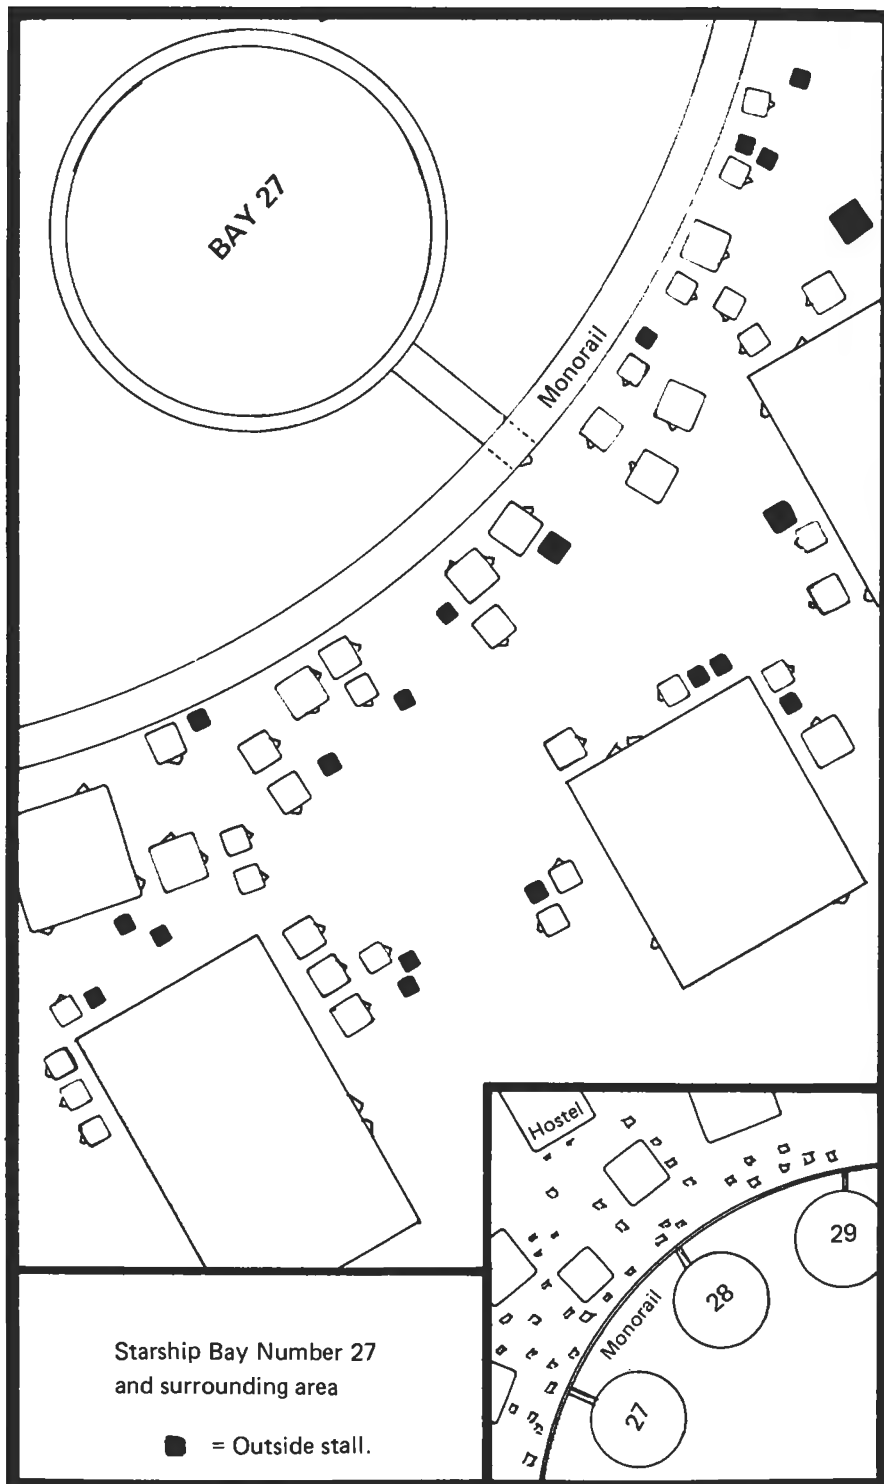 BAY 27
Monorail
Hostel
29
28
Monorail
27
Starship Bay Number 27
and surrounding area
= Outside stall.